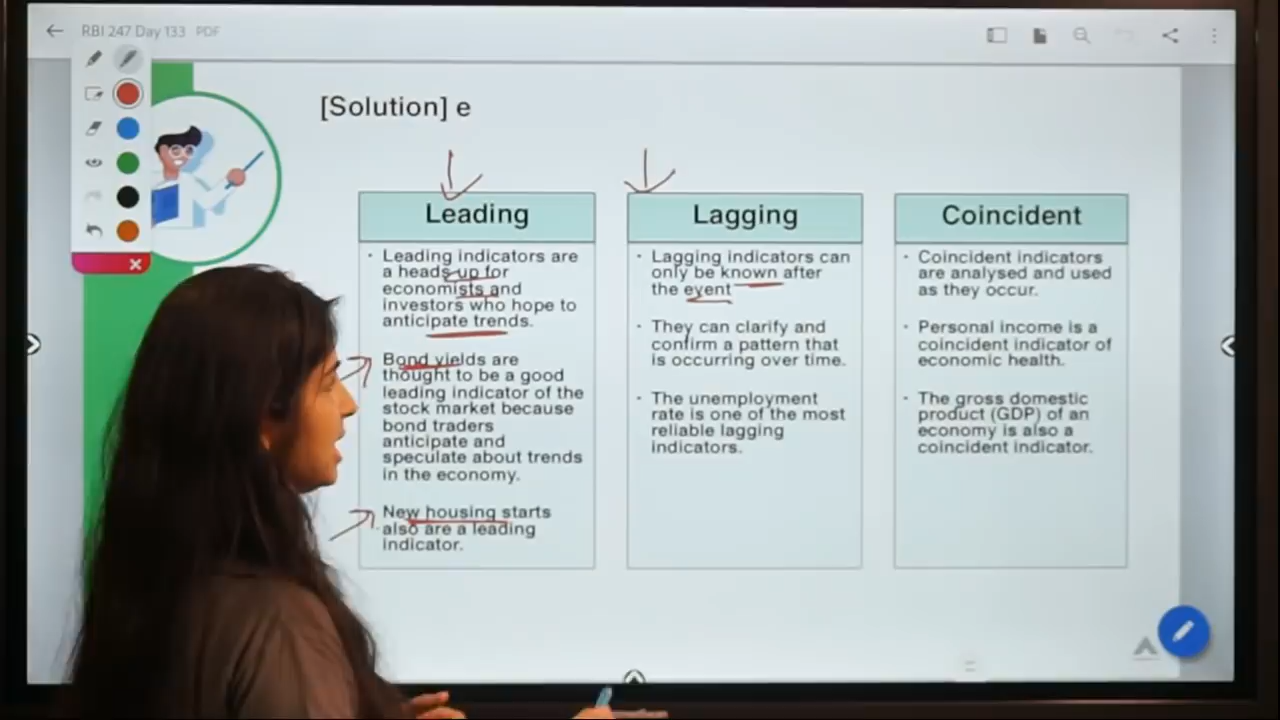 RBI 247 Day 133 PDF
[Solution] e
Leading
· Leading indicators are
a heads up for
economists and
investors who hope to
anticipate trends.
· Bond yields are
thought to be a good
leading indicator of the
stock market because
bond traders
anticipate and
speculate about trends
in the economy.
· New housing starts
also are a leading
indicator.
Lagging
· Lagging indicators can
only be known after
the event
· They can clarify and
confirm a pattern that
is occurring over time.
· The unemployment
rate is one of the most
reliable lagging
indicators.
Coincident
· Coincident indicators
are analysed and used
as they occur.
· Personal income is a
coincident indicator of
economic health.
· The gross domestic
product (GDP) of an
economy is also a
coincident indicator.